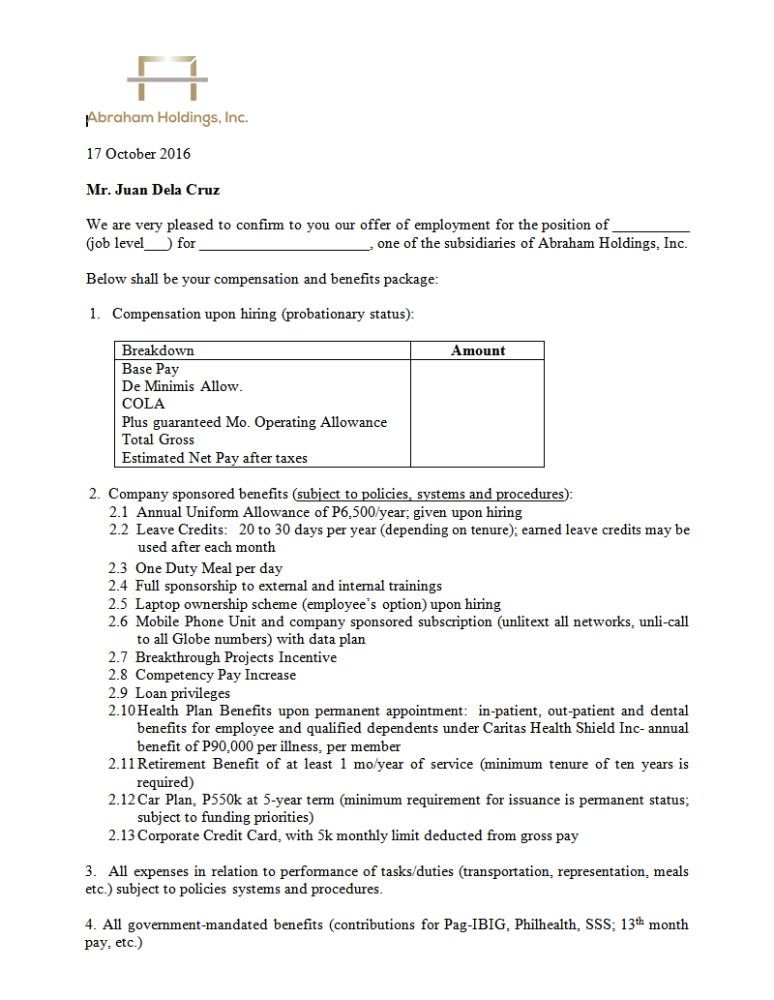 Abraham Holdings, Inc.
17 October 2016
Mr. Juan Dela Cruz
We are very pleased to confirm to you our offer of employment for the position of __________
(job level___) for ______________________, one of the subsidiaries of Abraham Holdings, Inc.
Below shall be your compensation and benefits package:
1. Compensation upon hiring (probationary status):
Breakdown Amount
Base Pay
De Minimis Allow.
COLA
Plus guaranteed Mo. Operating Allowance
Total Gross
Estimated Net Pay after taxes
2. Company sponsored benefits (subject to policies, systems and procedures):
2.1 Annual Uniform Allowance of P6,500/year; given upon hiring
2.2 Leave Credits: 20 to 30 days per year (depending on tenure); earned leave credits may be
used after each month
2.3 One Duty Meal per day
2.4 Full sponsorship to external and internal trainings
2.5 Laptop ownership scheme (employee’s option) upon hiring
2.6 Mobile Phone Unit and company sponsored subscription (unlitext all networks, unli-call
to all Globe numbers) with data plan
2.7 Breakthrough Projects Incentive
2.8 Competency Pay Increase
2.9 Loan privileges
2.10 Health Plan Benefits upon permanent appointment: in-patient, out-patient and dental
benefits for employee and qualified dependents under Caritas Health Shield Inc- annual
benefit of P90,000 per illness, per member
2.11 Retirement Benefit of at least 1 mo/year of service (minimum tenure of ten years is
required)
2.12 Car Plan, P550k at 5-year term (minimum requirement for issuance is permanent status;
subject to funding priorities)
2.13 Corporate Credit Card, with 5k monthly limit deducted from gross pay
3. All expenses in relation to performance of tasks/duties (transportation, representation, meals
etc.) subject to policies systems and procedures.
4. All government-mandated benefits (contributions for Pag-IBIG, Philhealth, SSS; 13th month
pay, etc.)